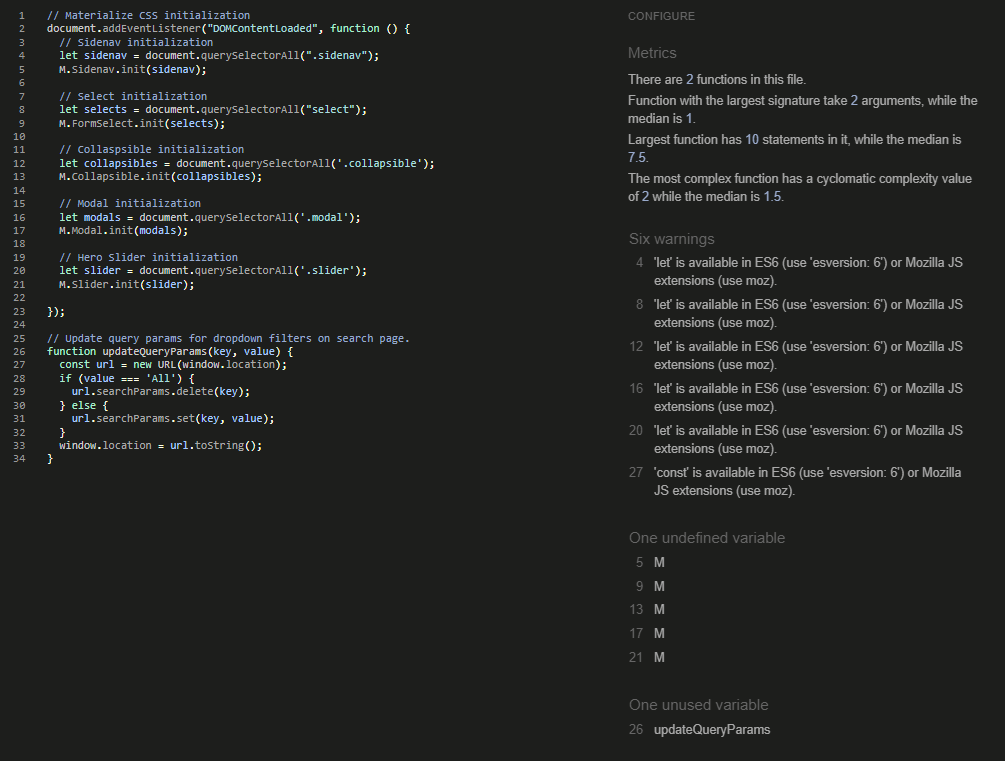 1 // Materialize CSS initialization
2 document.addEventListener("DOMContentLoaded", function () {
3   // Sidenav initialization
4   let sidenav = document.querySelectorAll(".sidenav");
5   M.Sidenav.init(sidenav);
6
7   // Select initialization
8   let selects = document.querySelectorAll("select");
9   M.FormSelect.init(selects);
10
11   // Collaspsible initialization
12   let collapsibles = document.querySelectorAll('.collapsible');
13   M.Collapsible.init(collapsibles);
14
15   // Modal initialization
16   let modals = document.querySelectorAll('.modal');
17   M.Modal.init(modals);
18
19   // Hero Slider initialization
20   let slider = document.querySelectorAll('.slider');
21   M.Slider.init(slider);
22
23 });
24
25 // Update query params for dropdown filters on search page.
26 function updateQueryParams(key, value) {
27   const url = new URL(window.location);
28   if (value === 'All') {
29     url.searchParams.delete(key);
30   } else {
31     url.searchParams.set(key, value);
32   }
33   window.location = url.toString();
34 }
CONFIGURE
Metrics
There are 2 functions in this file.
Function with the largest signature take 2 arguments, while the
median is 1.
Largest function has 10 statements in it, while the median is
7.5.
The most complex function has a cyclomatic complexity value
of 2 while the median is 1.5.
Six warnings
4 'let' is available in ES6 (use 'esversion: 6') or Mozilla JS
extensions (use moz).
8 'let' is available in ES6 (use 'esversion: 6') or Mozilla JS
extensions (use moz).
12 'let' is available in ES6 (use 'esversion: 6') or Mozilla JS
extensions (use moz).
16 'let' is available in ES6 (use 'esversion: 6') or Mozilla JS
extensions (use moz).
20 'let' is available in ES6 (use 'esversion: 6') or Mozilla JS
extensions (use moz).
27 'const' is available in ES6 (use 'esversion: 6') or Mozilla
JS extensions (use moz).
One undefined variable
5 M
9 M
13 M
17 M
21 M
One unused variable
26 updateQueryParams